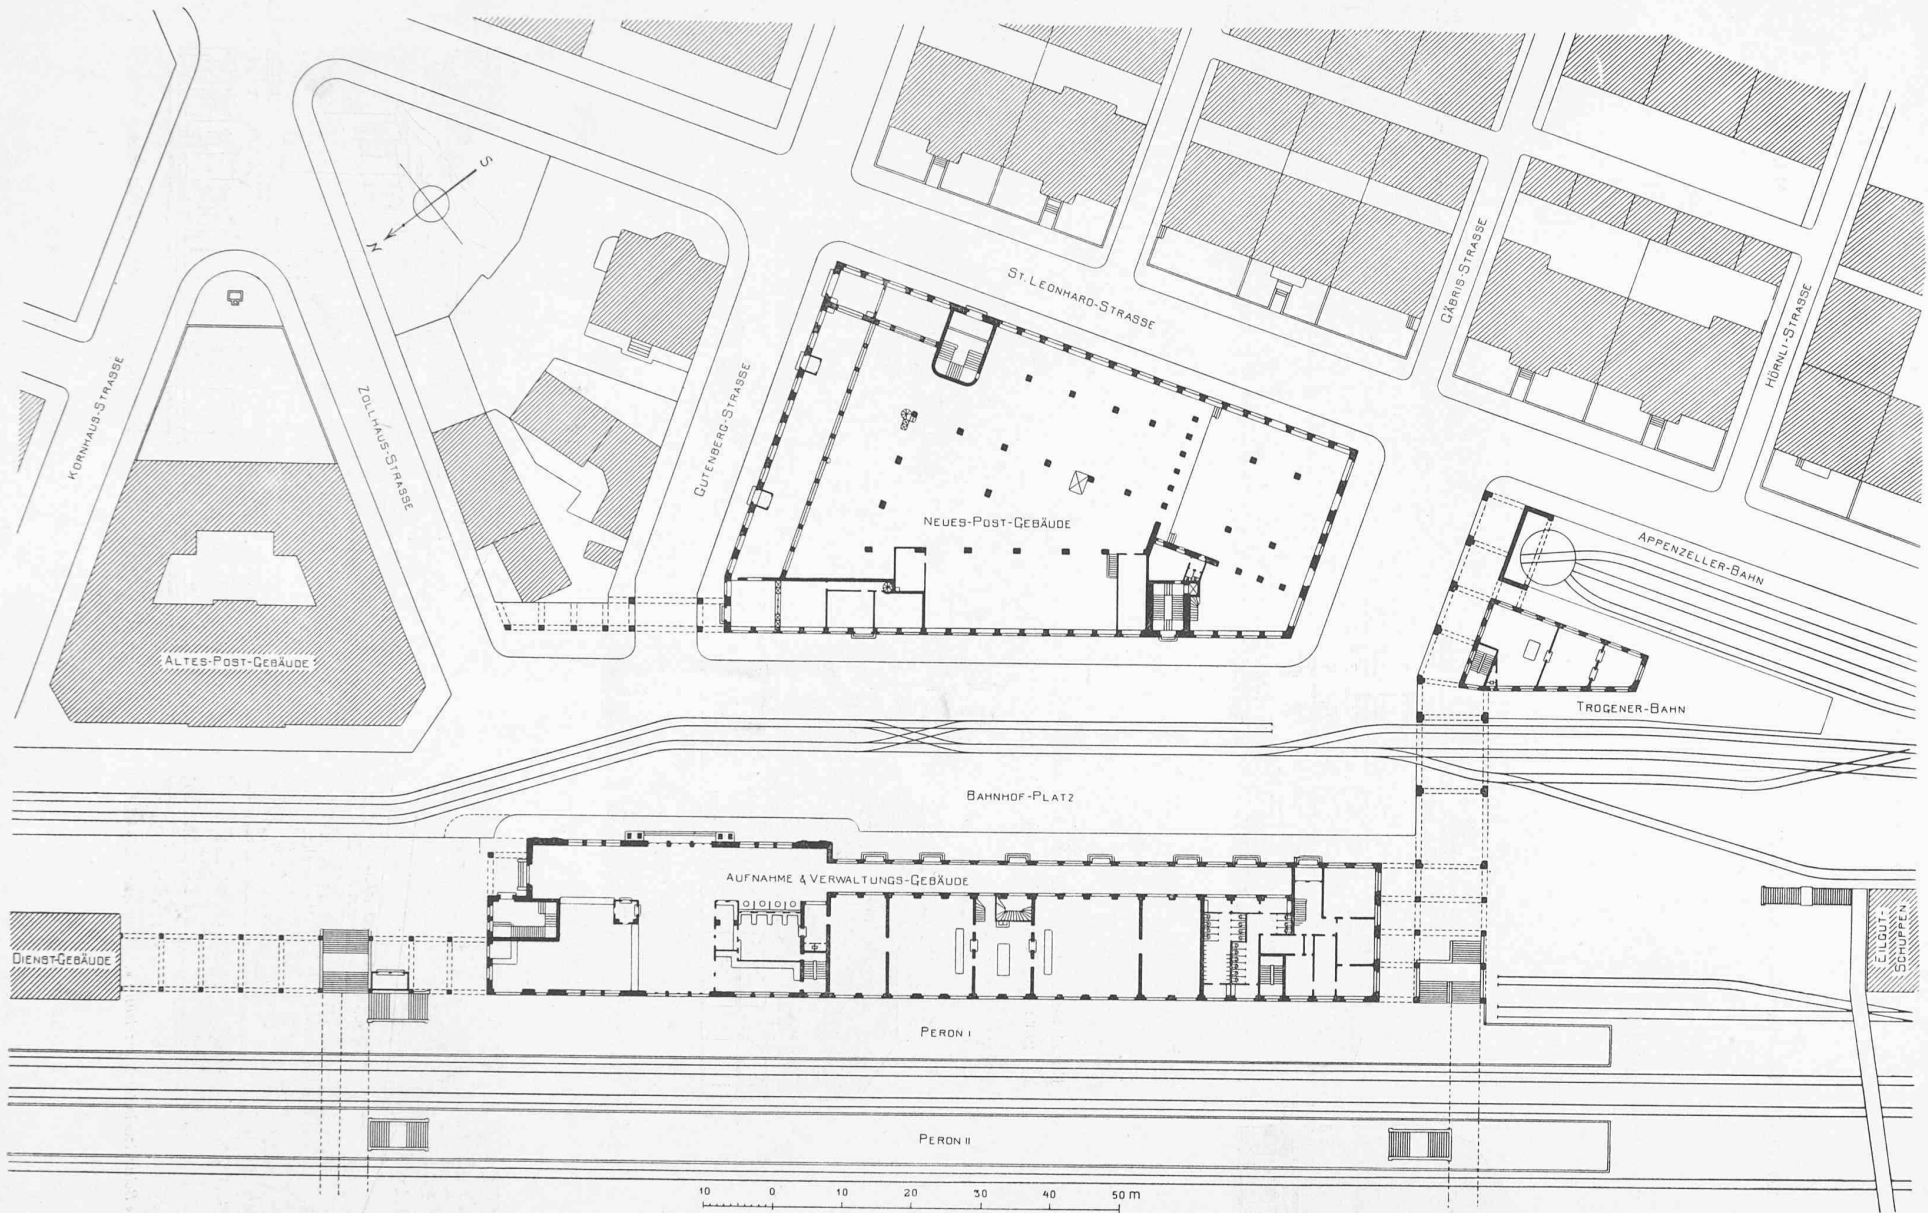 S
N
ST. LEONHARD-STRASSE
GÄBRIS-STRASSE
HÖRNLI-STRASSE
KORNHAUS-STRASSE
ZOLLHAUS-STRASSE
GUTENBERG-STRASSE
NEUES-POST-GEBÄUDE
APPENZELLER-BAHN
ALTES-POST-GEBÄUDE
TROGENER-BAHN
BAHNHOF-PLATZ
AUFNAHME & VERWALTUNGS-GEBÄUDE
DIENST-GEBÄUDE
EILGUT-
SCHUPPEN
PERON I
PERON II
10 0 10 20 30 40 50 m